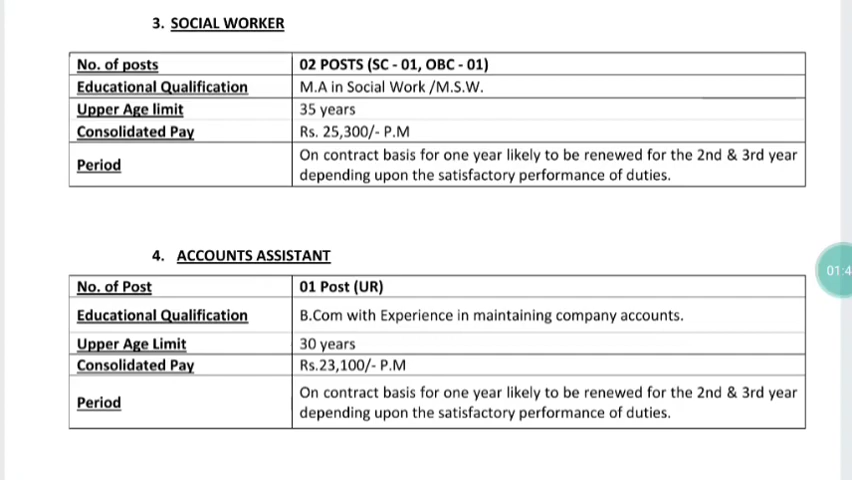 3. SOCIAL WORKER
No. of posts 02 POSTS (SC - 01, OBC - 01)
Educational Qualification M.A in Social Work /M.S.W.
Upper Age limit 35 years
Consolidated Pay Rs. 25,300/- P.M
Period On contract basis for one year likely to be renewed for the 2nd & 3rd year
depending upon the satisfactory performance of duties.
4. ACCOUNTS ASSISTANT
No. of Post 01 Post (UR)
Educational Qualification B.Com with Experience in maintaining company accounts.
Upper Age Limit 30 years
Consolidated Pay Rs.23,100/- P.M
Period On contract basis for one year likely to be renewed for the 2nd & 3rd year
depending upon the satisfactory performance of duties.
01:4